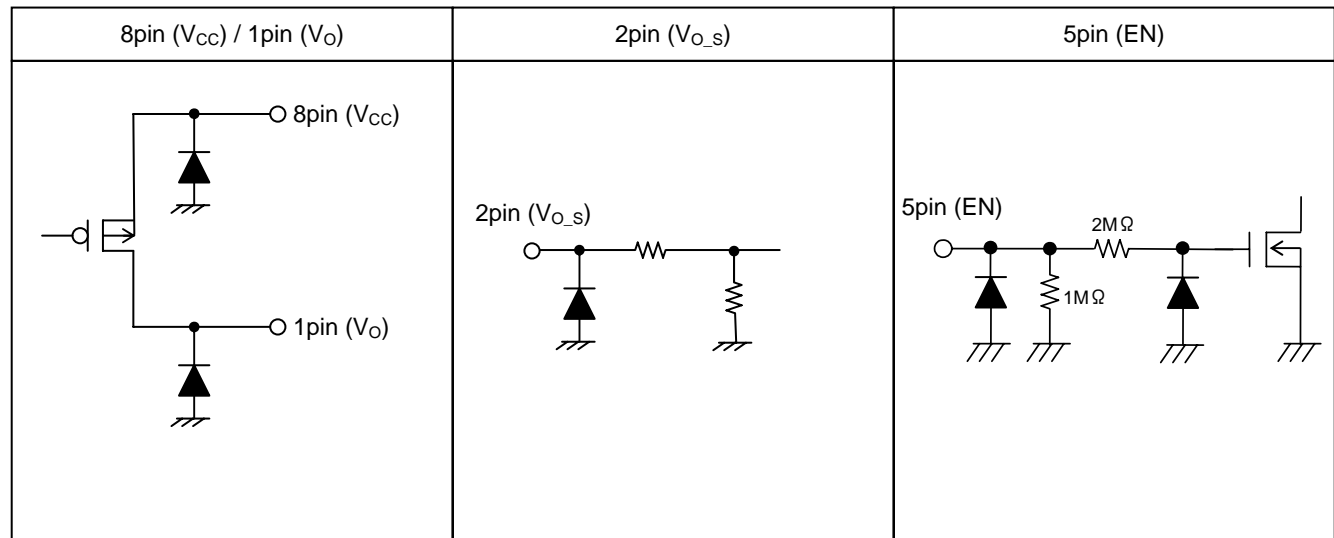 8pin (VCC) / 1pin (VO)
2pin (VO_S)
5pin (EN)
8pin (VCC)
1pin (VO)
2pin (VO_S)
5pin (EN)
2MΩ
1MΩ